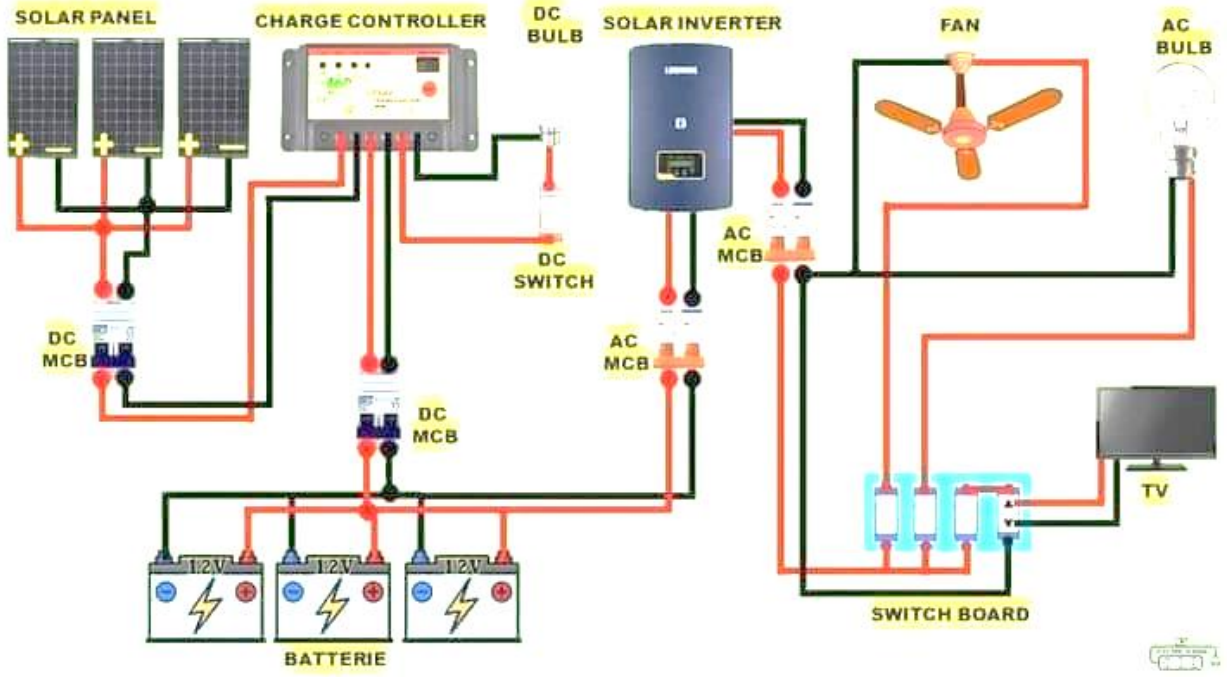 SOLAR PANEL
CHARGE CONTROLLER
DC
BULB
SOLAR INVERTER
FAN
AC
BULB
DC
SWITCH
AC
MCB
DC
MCB
AC
MCB
DC
MCB
TV
12V
12V
12V
SWITCH BOARD
BATTERIE